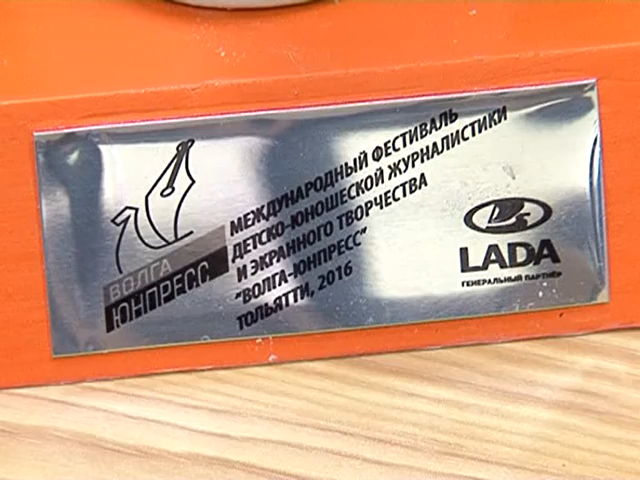 ВОЛГА
ЮНПРЕСС
МЕЖДУНАРОДНЫЙ ФЕСТИВАЛЬ
ДЕТСКО-ЮНОШЕСКОЙ ЖУРНАЛИСТИКИ
И ЭКРАННОГО ТВОРЧЕСТВА
"ВОЛГА-ЮНПРЕСС"
ТОЛЬЯТТИ, 2016
LADA
ГЕНЕРАЛЬНЫЙ ПАРТНЁР